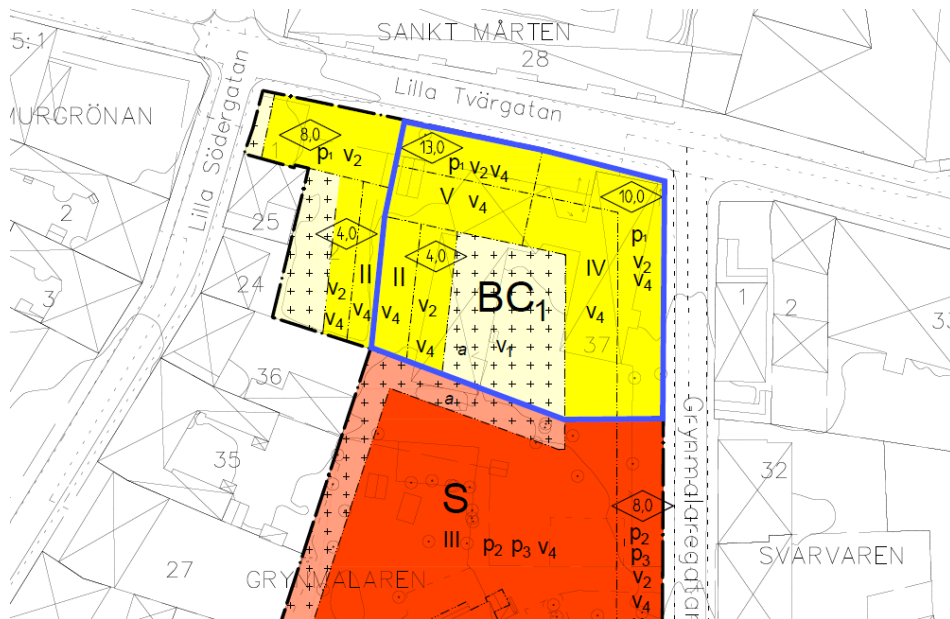 5:1
SANKT MÅRTEN
28
Lilla Tvärgatan
MURGRÖNAN
Lilla Södergatan
8,0
p₁ v₂
1
13,0
p₁ v₂ v₄
V v₄
10,0
p₁
v₂
v₄
2
25
4,0
II
v₂
v₄
v₄
II
4,0
v₄
v₂
v₄
BC₁
a v₁
IV
v₄
37
3
24
1
2
33
36
a
35
Grynmalaregatan
32
S
III p₂ p₃ v₄
8,0
p₂
p₃
v₂
v₄
SVARVAREN
27
GRYNMALAREN